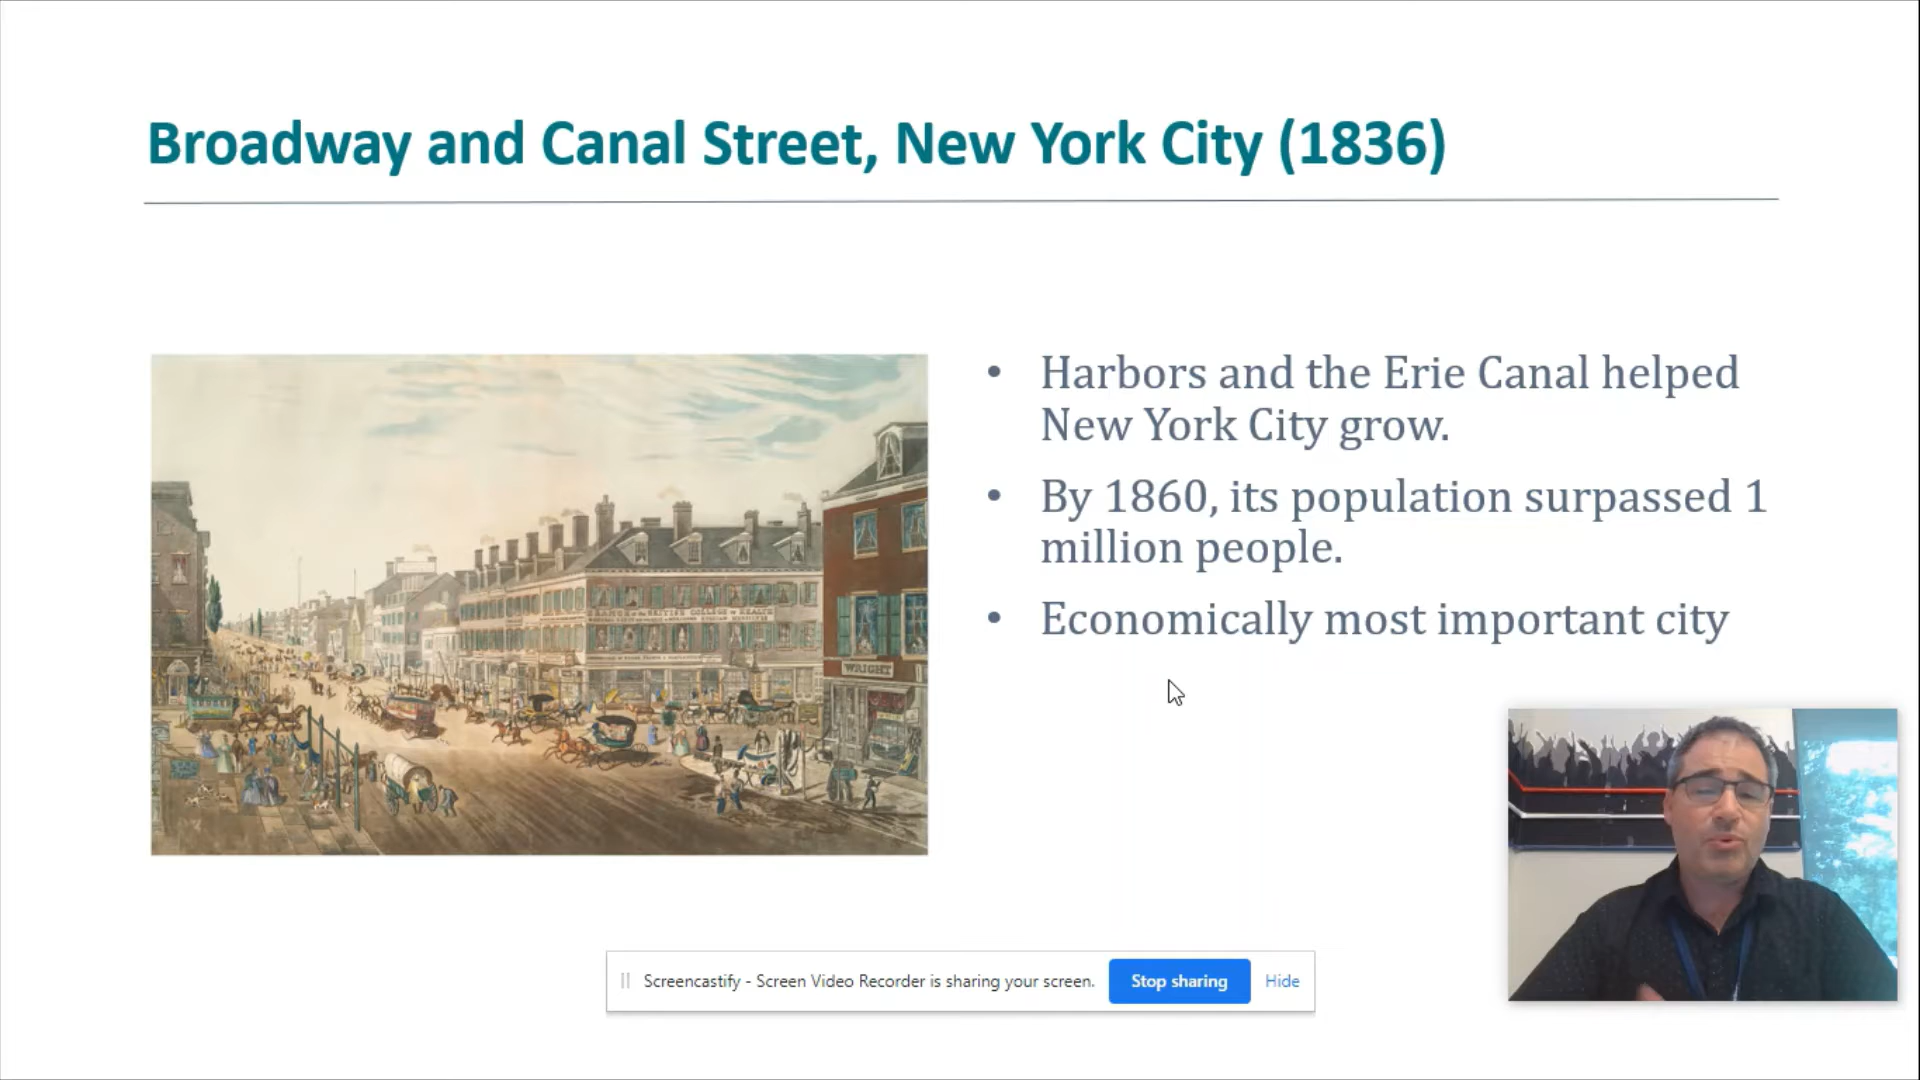 Broadway and Canal Street, New York City (1836)
• Harbors and the Erie Canal helped
New York City grow.
• By 1860, its population surpassed 1
million people.
• Economically most important city
WRIGHT
Screencastify - Screen Video Recorder is sharing your screen.
Stop sharing
Hide